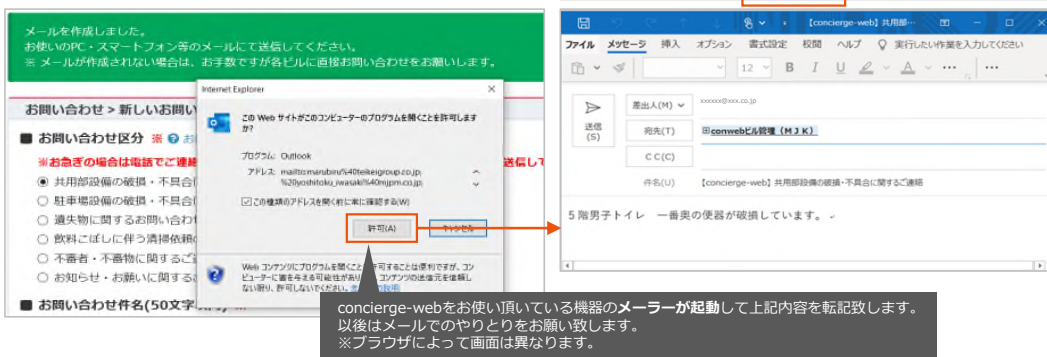 メールを作成しました。
お使いのPC・スマートフォン等のメールにて送信してください。
※ メールが作成されない場合は、お手数ですが各ビルに直接お問い合わせをお願いします。
お問い合わせ > 新しいお問い
■ お問い合わせ区分 ※
※お急ぎの場合は電話でご連絡
送信して
共用部設備の破損・不具合
駐車場設備の破損・不具合
遺失物に関するお問い合わ
飲料こぼしに伴う清掃依頼
不審者・不審物に関するご
お知らせ・お願いに関する
■ お問い合わせ件名(50文字
Internet Explorer
この Web サイトがこのコンピューターのプログラムを開くことを許可します
か?
プログラム: Outlook
アドレス: mailto:marubiru%40teikeigroup.co.jp;
%20yoshitoku_iwasaki%40mjpm.co.jp;
この種類のアドレスを開く前に常に確認する(W)
許可(A)
キャンセル
Web コンテンツにプログラムを開くこと
許可することは便利ですが、コン
ピューターに害を与える可能性があり
コンテンツの送信元を信頼し
ない限り、許可しないでください。
【concierge-web】共用部…
ファイル メッセージ 挿入 オプション 書式設定 校閲 ヘルプ 実行したい作業を入力してください
12 B I U A
送信
(S)
差出人(M)
xxxxxx@xxx.co.jp
宛先(T)
conwebビル管理（MJK）
CC(C)
件名(U)
【concierge-web】共用部設備の破損・不具合に関するご連絡
5階男子トイレ　一番奥の便器が破損しています。
concierge-webをお使い頂いている機器のメーラーが起動して上記内容を転記致します。
以後はメールでのやりとりをお願い致します。
※ブラウザによって画面は異なります。